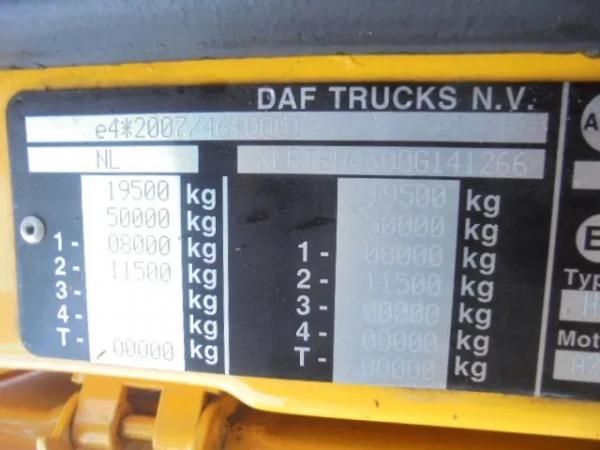 DAF TRUCKS N.V.
e4*2007/46*
NL
19500 kg 19500 kg
50000 kg 50000 kg
1- 08000 kg 1- 08000 kg
2- 11500 kg 2- 11500 kg
3- kg 3- 00000 kg
4- kg 4- 00000 kg
T- 00000 kg T- 00000 kg
A
E
Typ
H
Mot